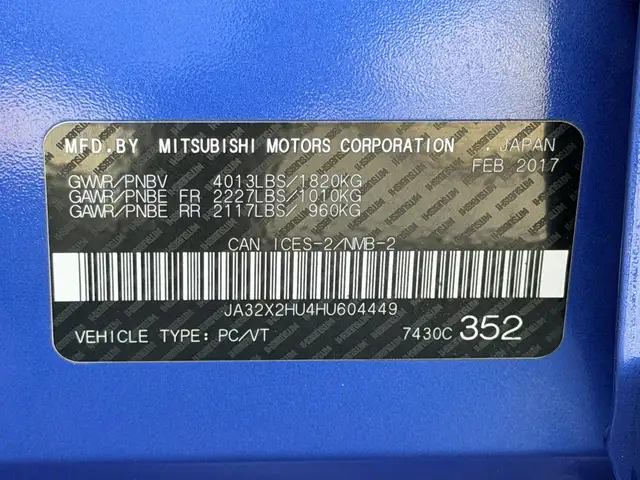 MFD.BY MITSUBISHI MOTORS CORPORATION . JAPAN
FEB 2017
GWVR/PNBV 4013LBS/1820KG
GAWR/PNBE FR 2227LBS/1010KG
GAWR/PNBE RR 2117LBS/ 960KG
CAN ICES-2/NMB-2
JA32X2HU4HU604449
VEHICLE TYPE: PC/VT 7430C 352